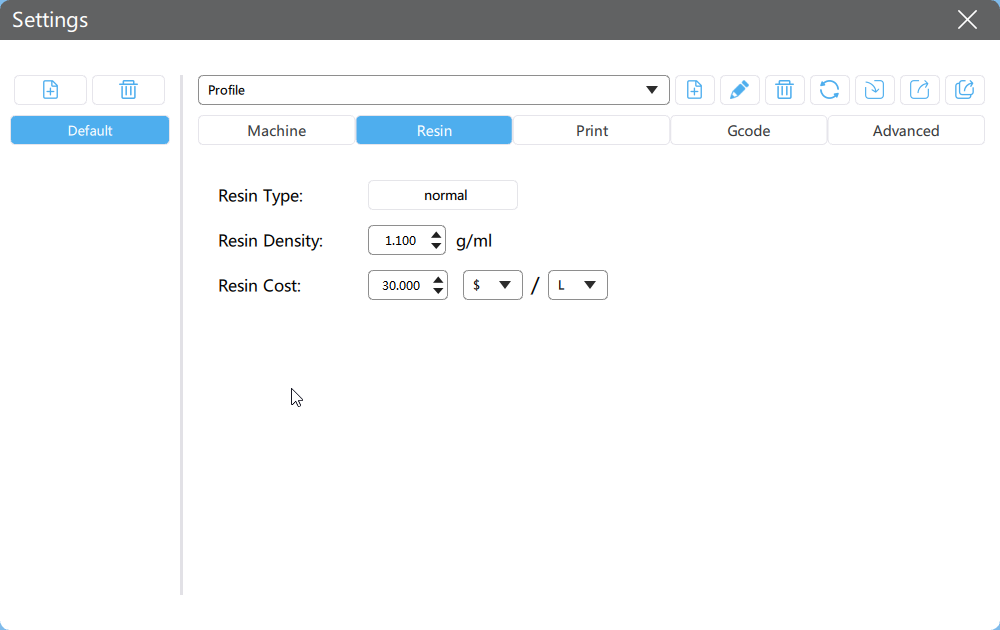 Settings
Profile
Default
Machine Resin Print Gcode Advanced
Resin Type: normal
Resin Density: 1.100 g/ml
Resin Cost: 30.000 $ / L